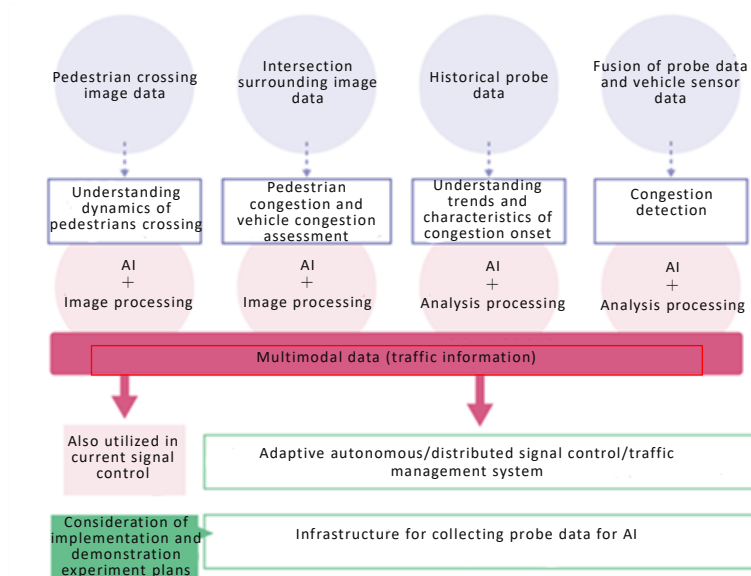 Pedestrian crossing
image data
Intersection
surrounding image
data
Historical probe
data
Fusion of probe data
and vehicle sensor
data
Understanding
dynamics of
pedestrians crossing
Pedestrian
congestion and
vehicle congestion
assessment
Understanding
trends and
characteristics of
congestion onset
Congestion
detection
AI
+
Image processing
AI
+
Image processing
AI
+
Analysis processing
AI
+
Analysis processing
Multimodal data (traffic information)
Also utilized in
current signal
control
Adaptive autonomous/distributed signal control/traffic
management system
Consideration of
implementation and
demonstration
experiment plans
Infrastructure for collecting probe data for AI